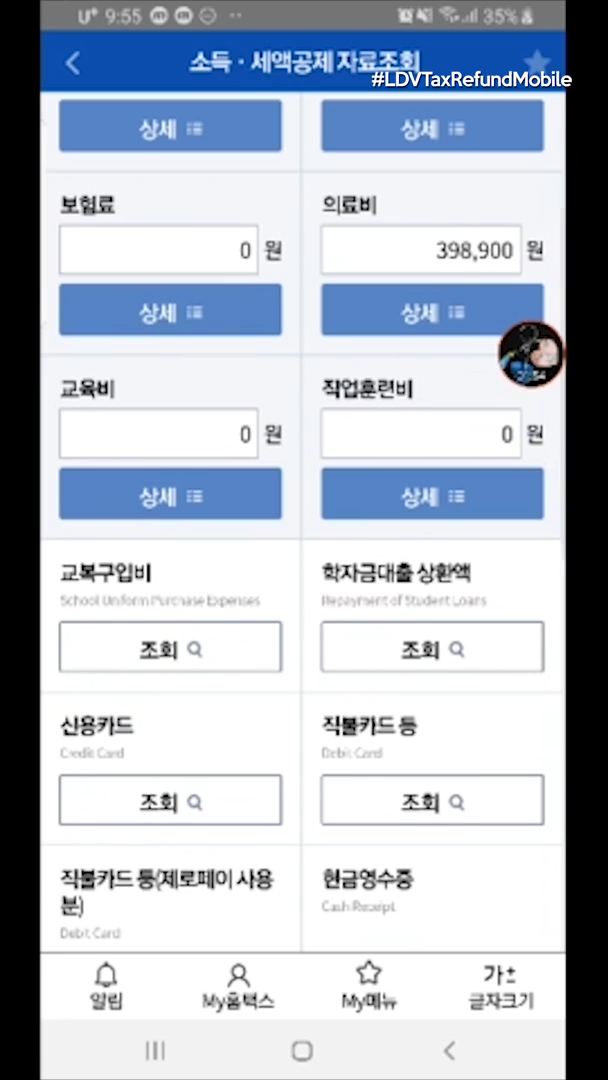 U+ 9:55 35%
소득 · 세액공제 자료조회
#LDVTaxRefundMobile
상세 상세
보험료 의료비
0 원 398,900 원
상세 상세
교육비 직업훈련비
0 원 0 원
상세 상세
교복구입비 학자금대출 상환액
School Uniform Purchase Expenses Repayment of Student Loans
조회 조회
신용카드 직불카드 등
Credit Card Debit Card
조회 조회
직불카드 등(제로페이 사용 현금영수증
분)
Cash Receipt
Debit Card
알림 My홈택스 My메뉴 가±
글자크기